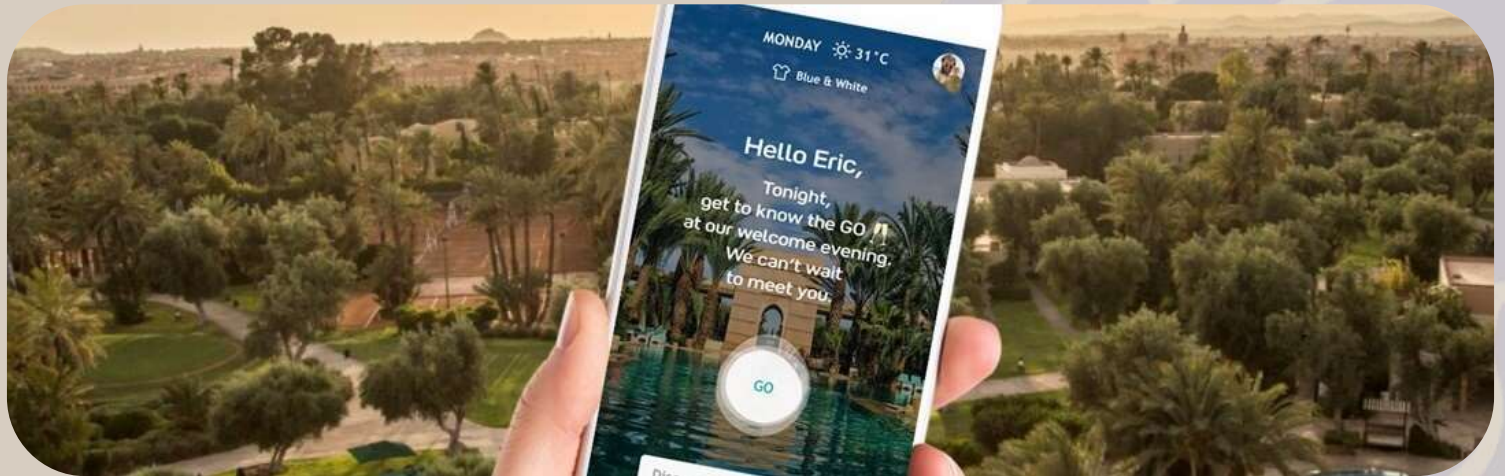 MONDAY 31°C
Blue & White
Hello Eric,
Tonight,
get to know the GO
at our welcome evening.
We can't wait
to meet you.
GO